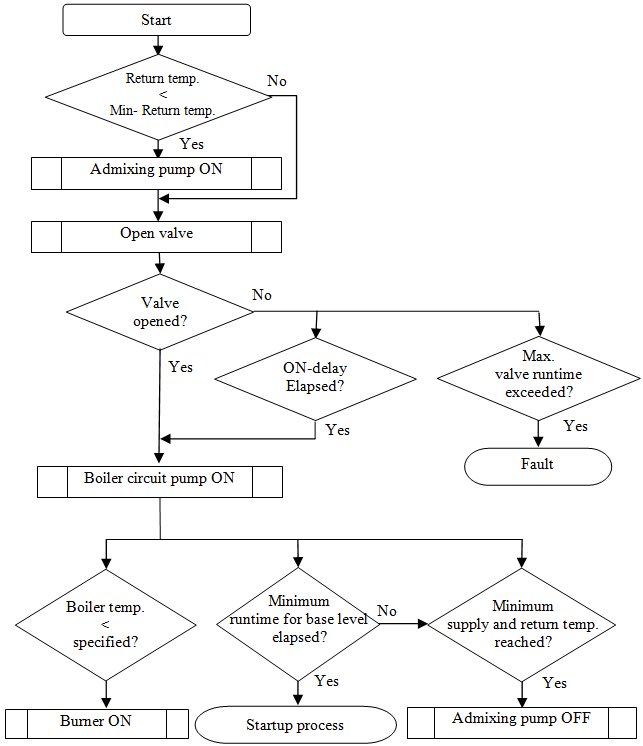 Start
Return temp.
<
Min- Return temp.
No
Yes
Admixing pump ON
Open valve
Valve
opened?
No
Yes
ON-delay
Elapsed?
Yes
Max.
valve runtime
exceeded?
Yes
Fault
Boiler circuit pump ON
Boiler temp.
<
specified?
Minimum
runtime for base level
elapsed?
No
Minimum
supply and return temp.
reached?
Yes
Yes
Burner ON
Startup process
Admixing pump OFF